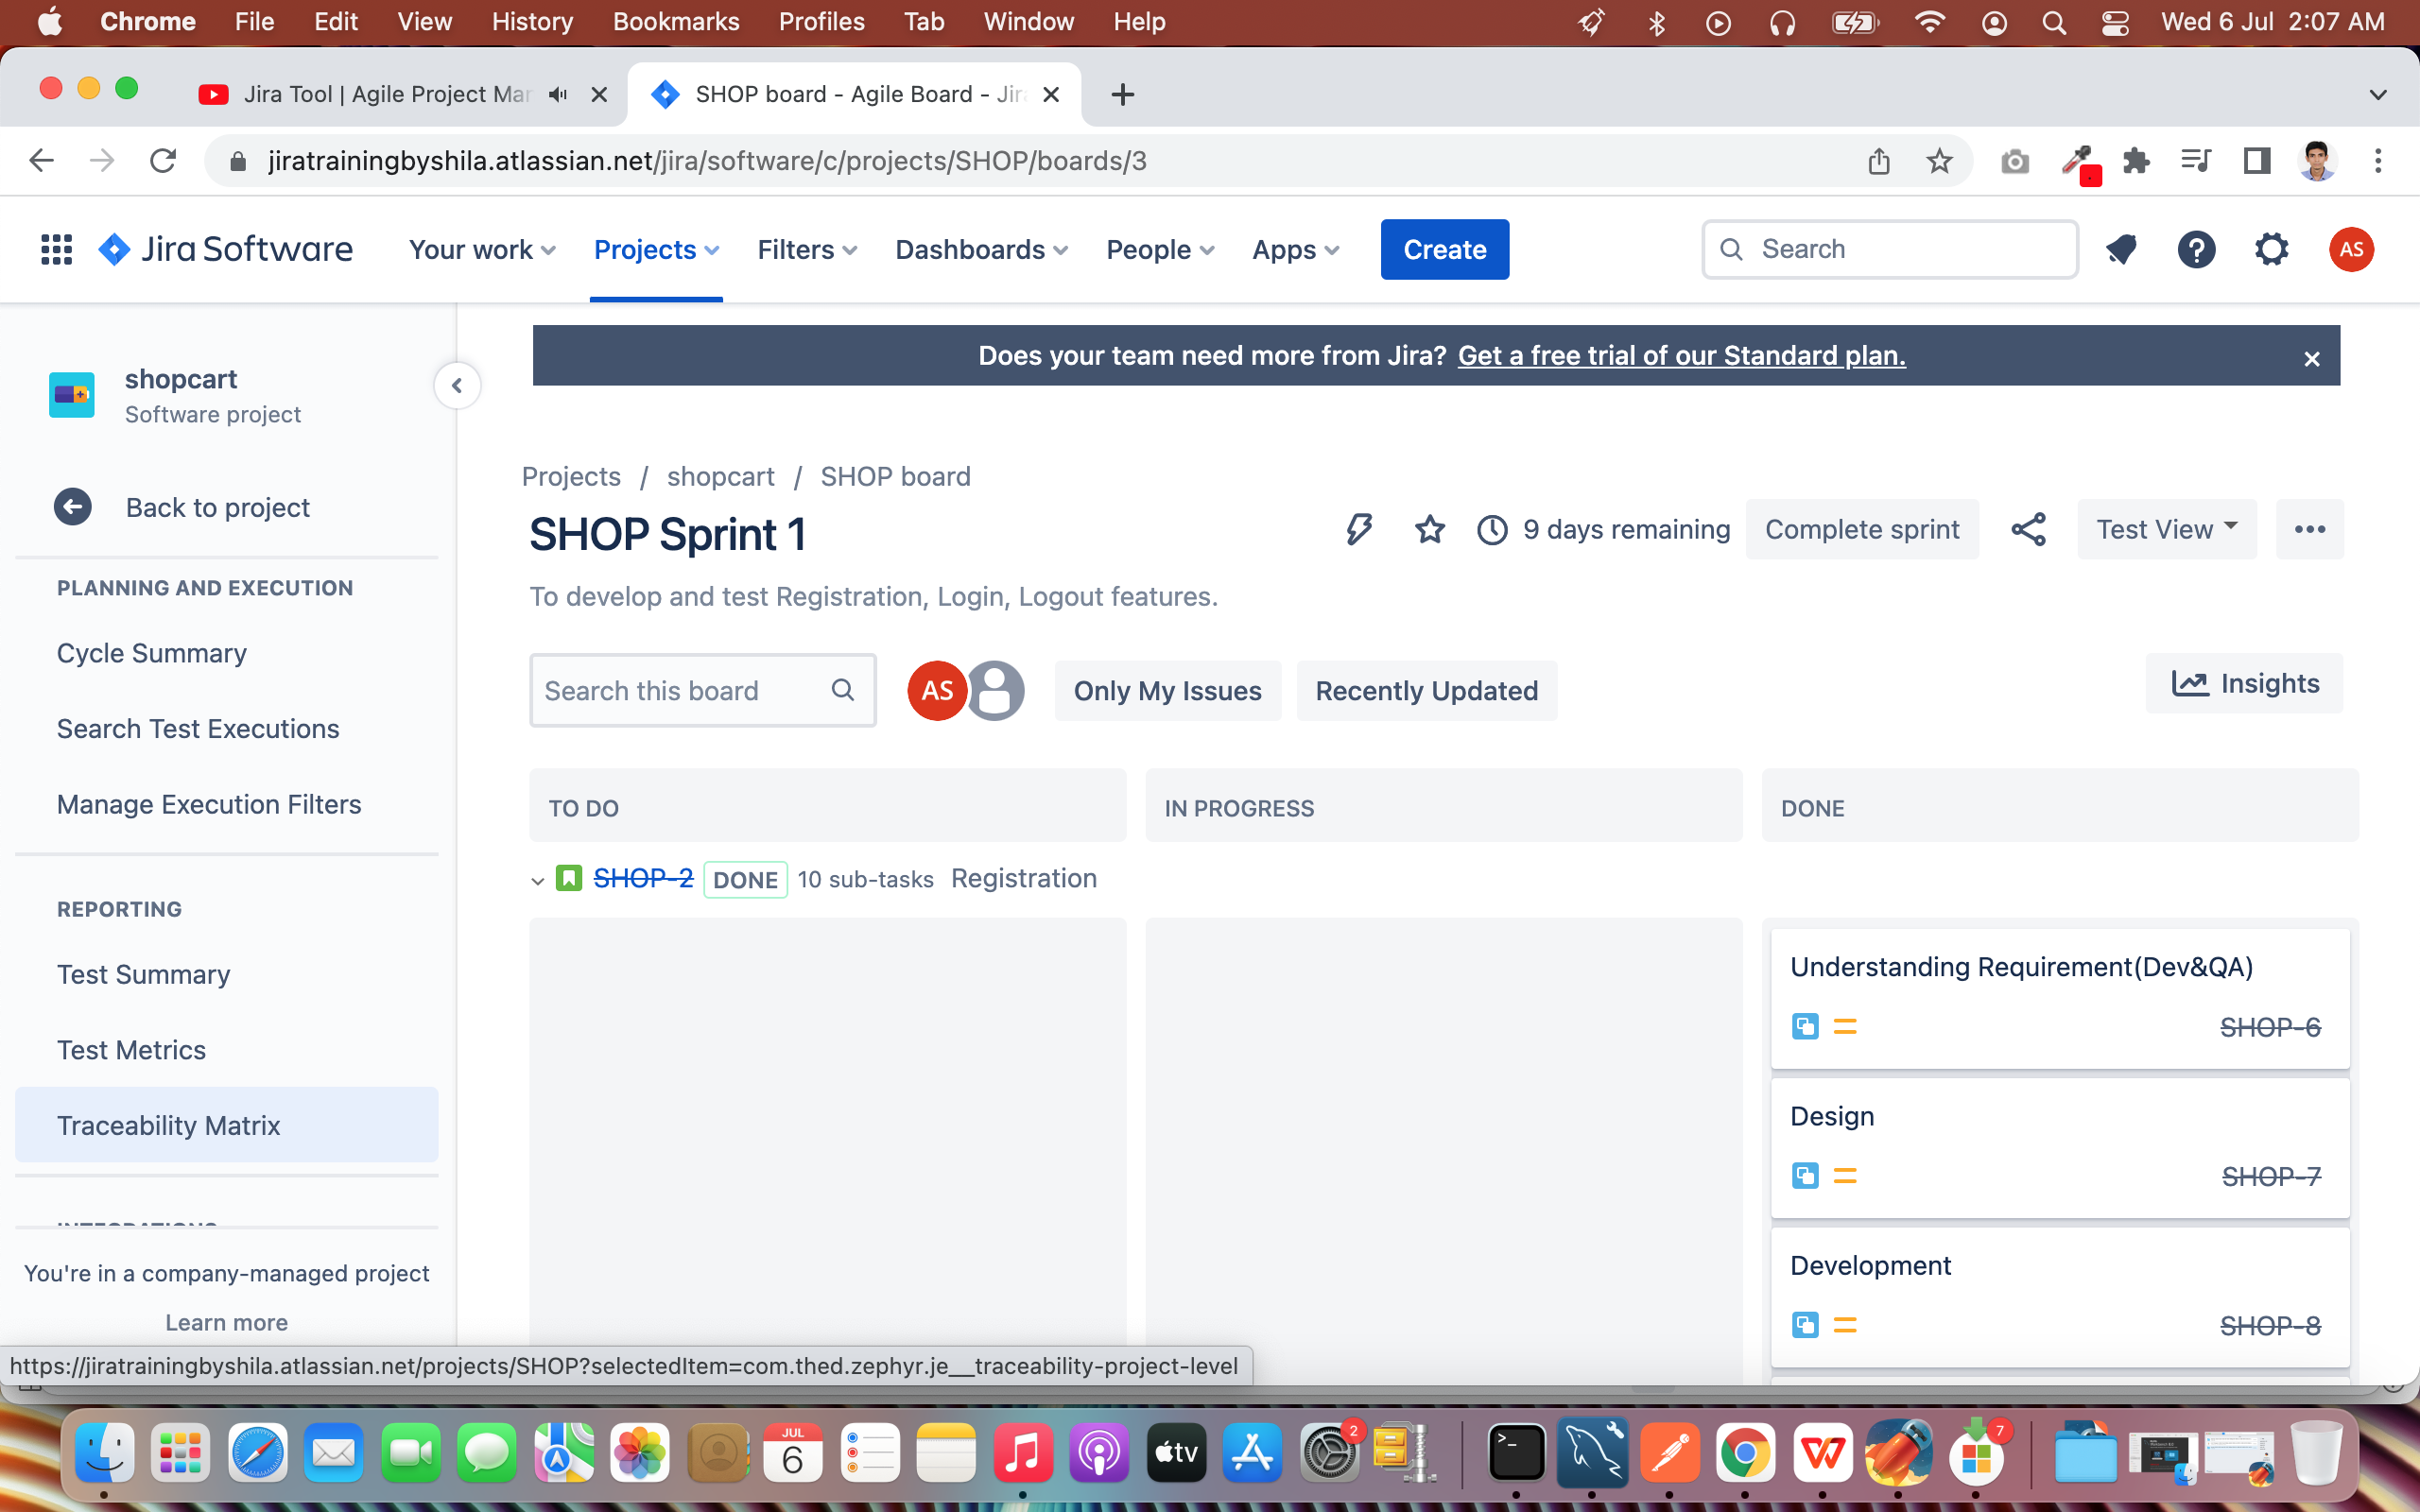 Chrome File Edit View History Bookmarks Profiles Tab Window Help Wed 6 Jul 2:07 AM
Jira Tool | Agile Project Mar
SHOP board - Agile Board - Jir
jiratrainingbyshila.atlassian.net/jira/software/c/projects/SHOP/boards/3
Jira Software Your work Projects Filters Dashboards People Apps Create Search AS
Does your team need more from Jira? Get a free trial of our Standard plan.
shopcart
Software project
Back to project
PLANNING AND EXECUTION
Cycle Summary
Search Test Executions
Manage Execution Filters
REPORTING
Test Summary
Test Metrics
Traceability Matrix
You're in a company-managed project
Learn more
Projects / shopcart / SHOP board
SHOP Sprint 1
9 days remaining Complete sprint Test View
To develop and test Registration, Login, Logout features.
Search this board AS Only My Issues Recently Updated Insights
TO DO IN PROGRESS DONE
SHOP-2 DONE 10 sub-tasks Registration
Understanding Requirement(Dev&QA)
SHOP-6
Design
SHOP-7
Development
SHOP-8
https://jiratrainingbyshila.atlassian.net/projects/SHOP?selectedItem=com.thed.zephyr.je__traceability-project-level
JUL
6
tv
2
7